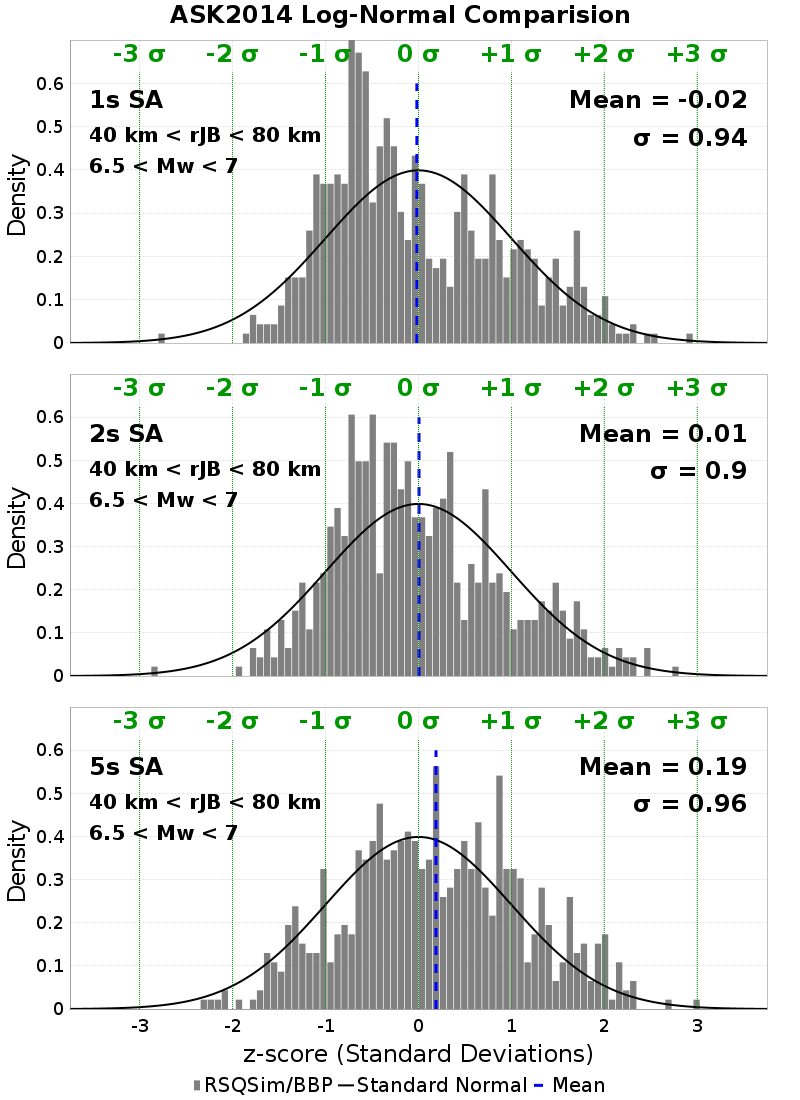 ASK2014 Log-Normal Comparision
-3 σ -2 σ -1 σ 0 σ +1 σ +2 σ +3 σ
1s SA
Mean = -0.02
40 km < rJB < 80 km
σ = 0.94
6.5 < Mw < 7
Density
0.6
0.5
0.4
0.3
0.2
0.1
0
-3 σ -2 σ -1 σ 0 σ +1 σ +2 σ +3 σ
2s SA
Mean = 0.01
40 km < rJB < 80 km
σ = 0.9
6.5 < Mw < 7
Density
0.6
0.5
0.4
0.3
0.2
0.1
0
-3 σ -2 σ -1 σ 0 σ +1 σ +2 σ +3 σ
5s SA
Mean = 0.19
40 km < rJB < 80 km
σ = 0.96
6.5 < Mw < 7
Density
0.6
0.5
0.4
0.3
0.2
0.1
0
-3 -2 -1 0 1 2 3
z-score (Standard Deviations)
RSQSim/BBP Standard Normal Mean